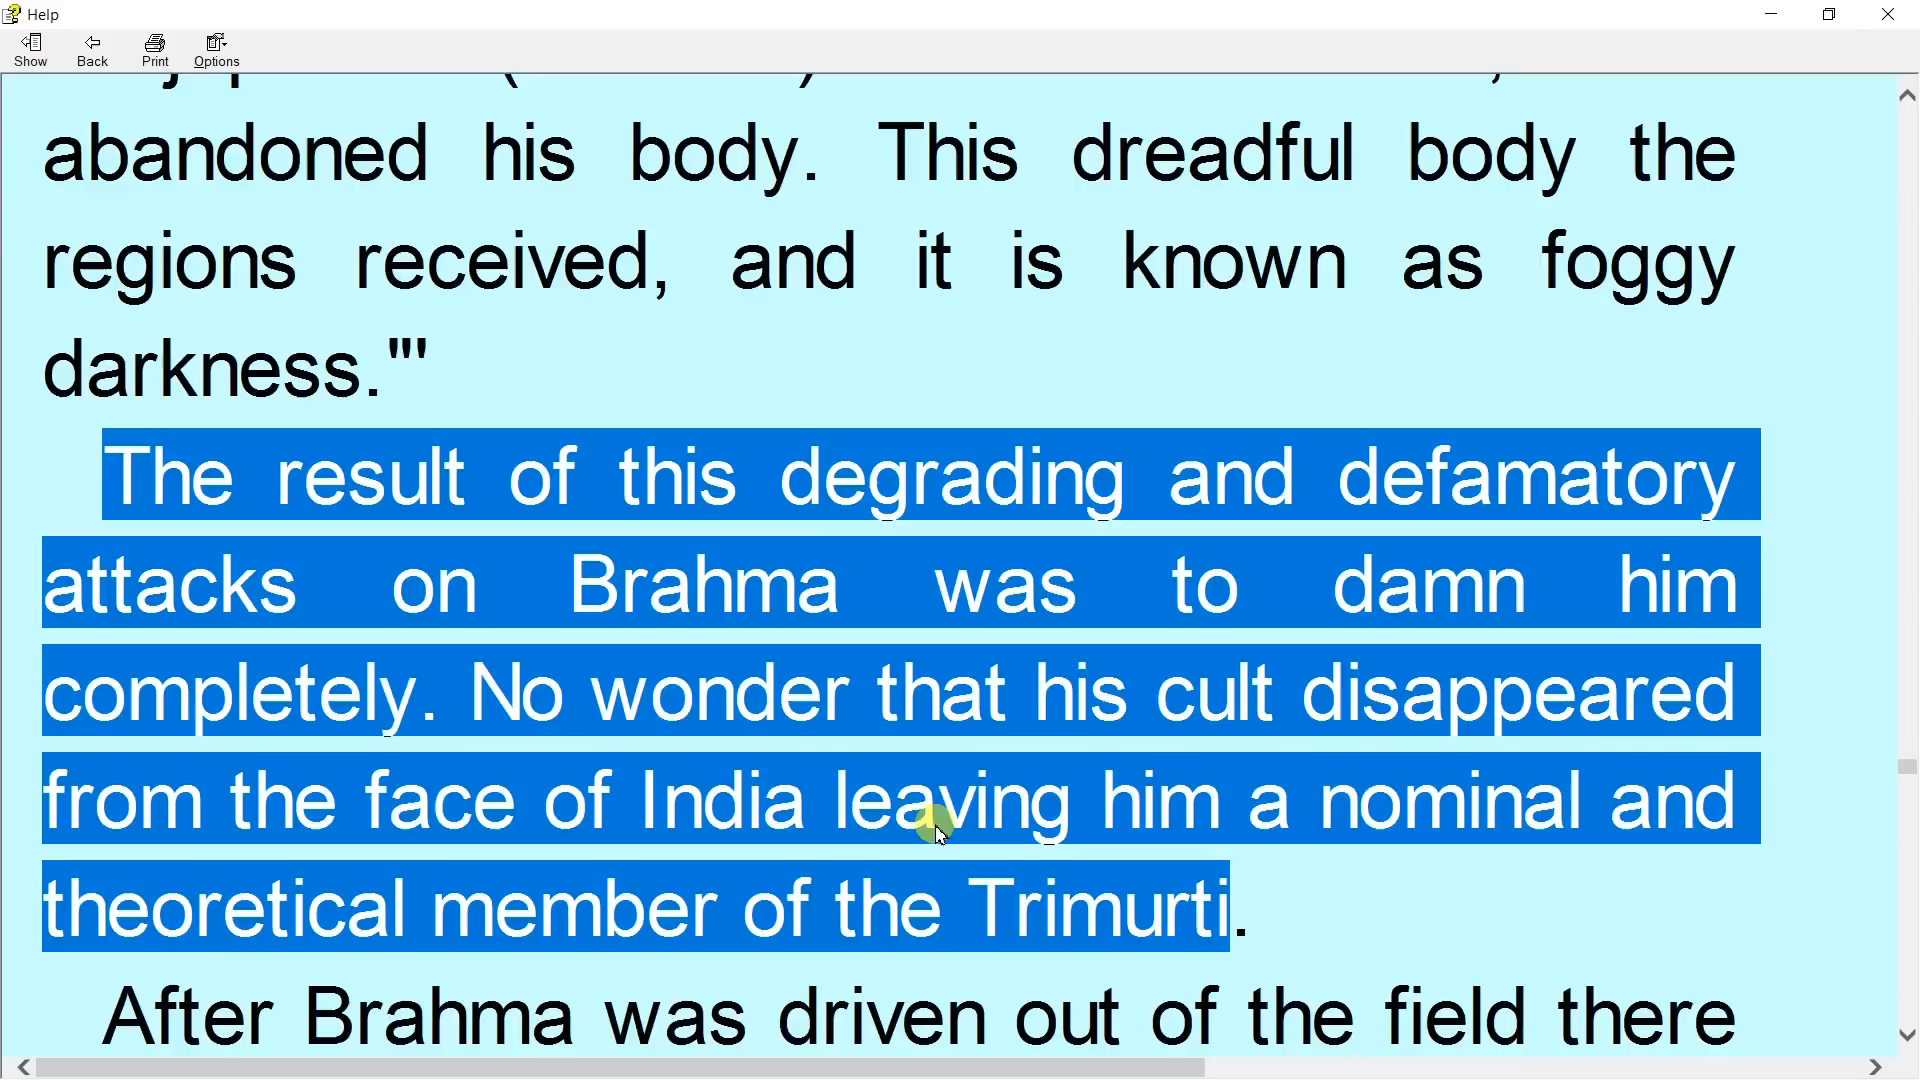 Help
Show Back Print Options
abandoned his body. This dreadful body the
regions received, and it is known as foggy
darkness."'
The result of this degrading and defamatory
attacks on Brahma was to damn him
completely. No wonder that his cult disappeared
from the face of India leaving him a nominal and
theoretical member of the Trimurti.
After Brahma was driven out of the field there